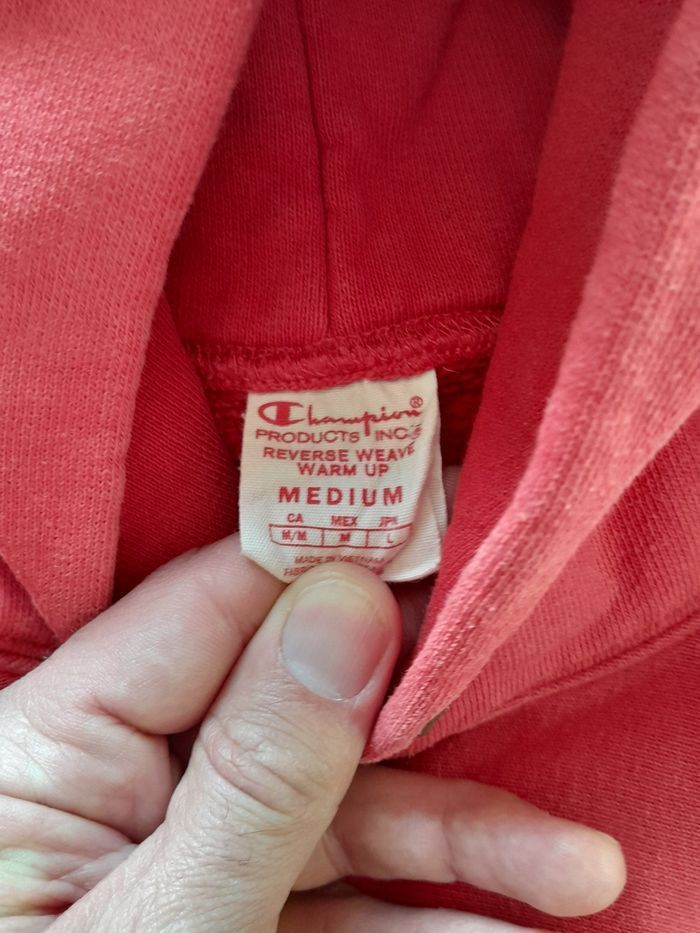 Champion®
PRODUCTS INC
REVERSE WEAVE
WARM UP
MEDIUM
CA MEX JPN
M/M M L
MADE IN VIETNAM